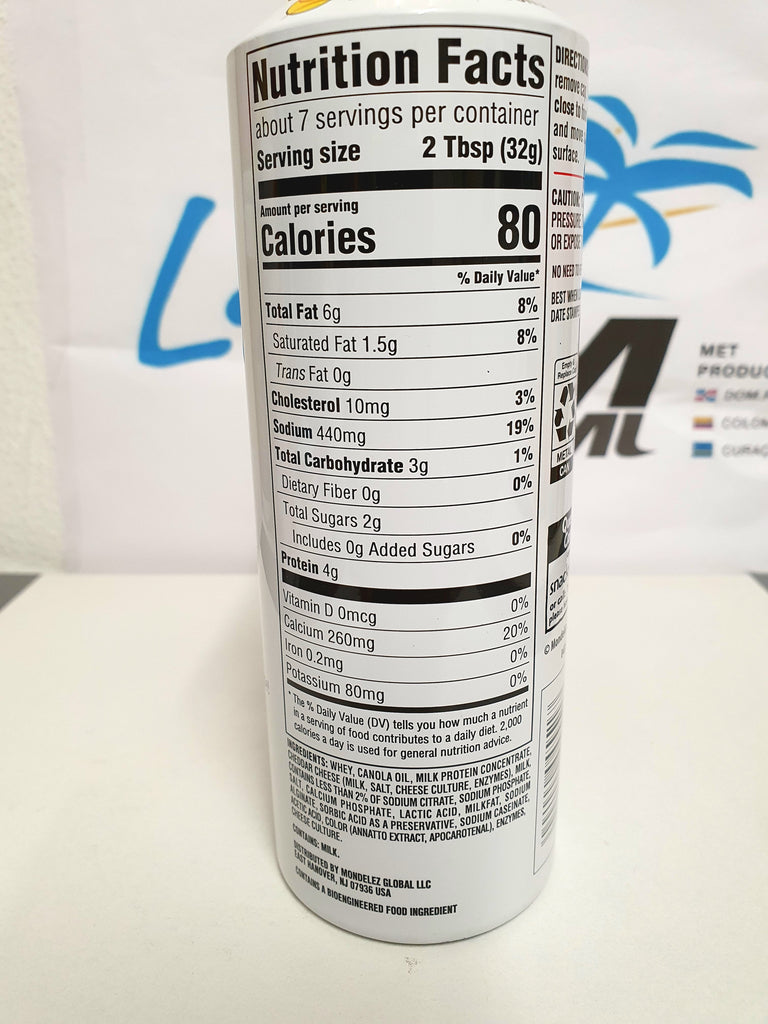 Nutrition Facts
about 7 servings per container
Serving size 2 Tbsp (32g)
Amount per serving
Calories 80
% Daily Value*
Total Fat 6g 8%
Saturated Fat 1.5g 8%
Trans Fat 0g
Cholesterol 10mg 3%
Sodium 440mg 19%
Total Carbohydrate 3g 1%
Dietary Fiber 0g 0%
Total Sugars 2g
Includes 0g Added Sugars 0%
Protein 4g
Vitamin D 0mcg 0%
Calcium 260mg 20%
Iron 0.2mg 0%
Potassium 80mg 0%
* The % Daily Value (DV) tells you how much a nutrient
in a serving of food contributes to a daily diet. 2,000
calories a day is used for general nutrition advice.
INGREDIENTS: WHEY, CANOLA OIL, MILK PROTEIN CONCENTRATE,
CHEDDAR CHEESE (MILK, SALT, CHEESE CULTURE, ENZYMES), MILK,
CONTAINS LESS THAN 2% OF SODIUM CITRATE, SODIUM PHOSPHATE,
SALT, CALCIUM PHOSPHATE, LACTIC ACID, MILKFAT, SODIUM
ALGINATE, SORBIC ACID AS A PRESERVATIVE, SODIUM CASEINATE,
ACETIC ACID, COLOR (ANNATTO EXTRACT, APOCAROTENAL), ENZYMES,
CHEESE CULTURE.
CONTAINS: MILK.
DISTRIBUTED BY MONDELEZ GLOBAL LLC
EAST HANOVER, NJ 07936 USA
CONTAINS A BIOENGINEERED FOOD INGREDIENT
remove
close to
and move
surface.
CAUTION:
PRESSURE
NO NEED TO
BEST WHEN
DATE
METAL
MET